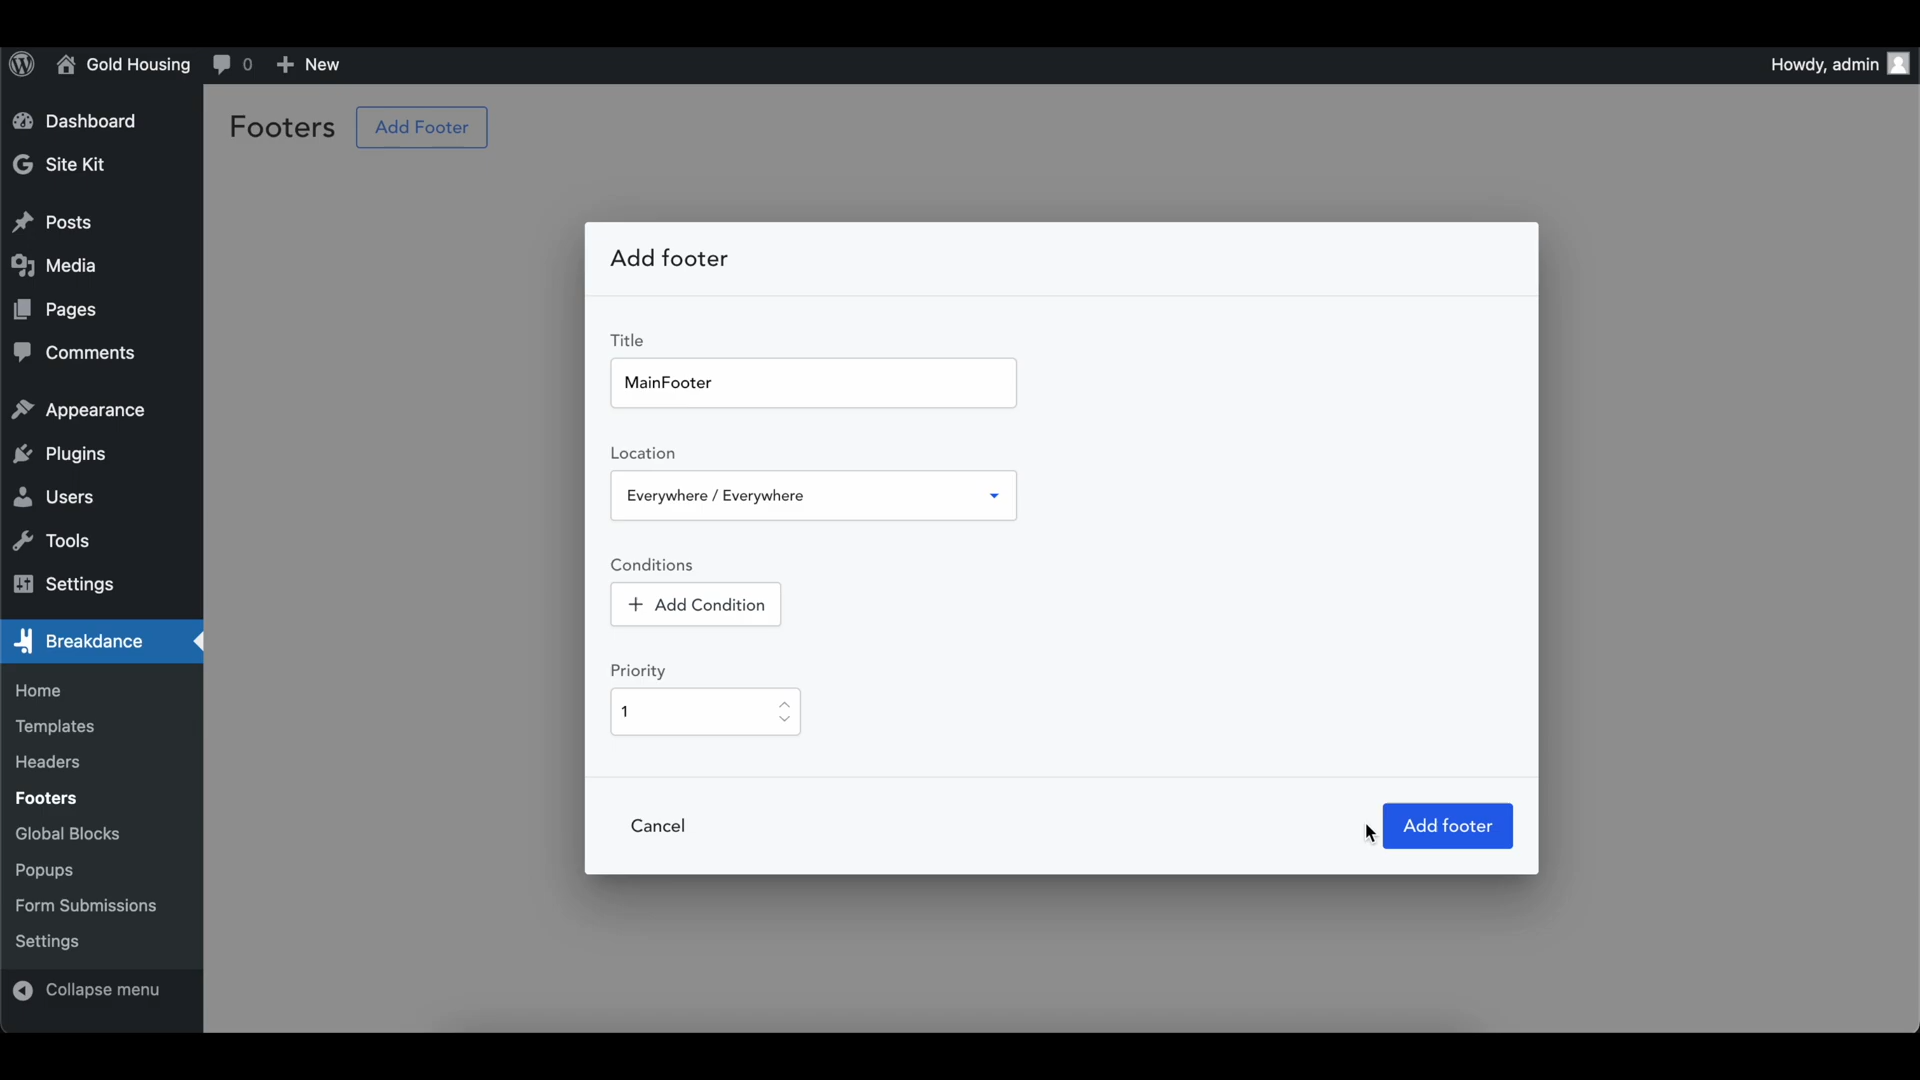 Gold Housing 0 New Howdy, admin
Dashboard
Site Kit
Posts
Media
Pages
Comments
Appearance
Plugins
Users
Tools
Settings
Breakdance
Home
Templates
Headers
Footers
Global Blocks
Popups
Form Submissions
Settings
Collapse menu
Footers Add Footer
Add footer
Title
MainFooter
Location
Everywhere / Everywhere
Conditions
+ Add Condition
Priority
1
Cancel Add footer